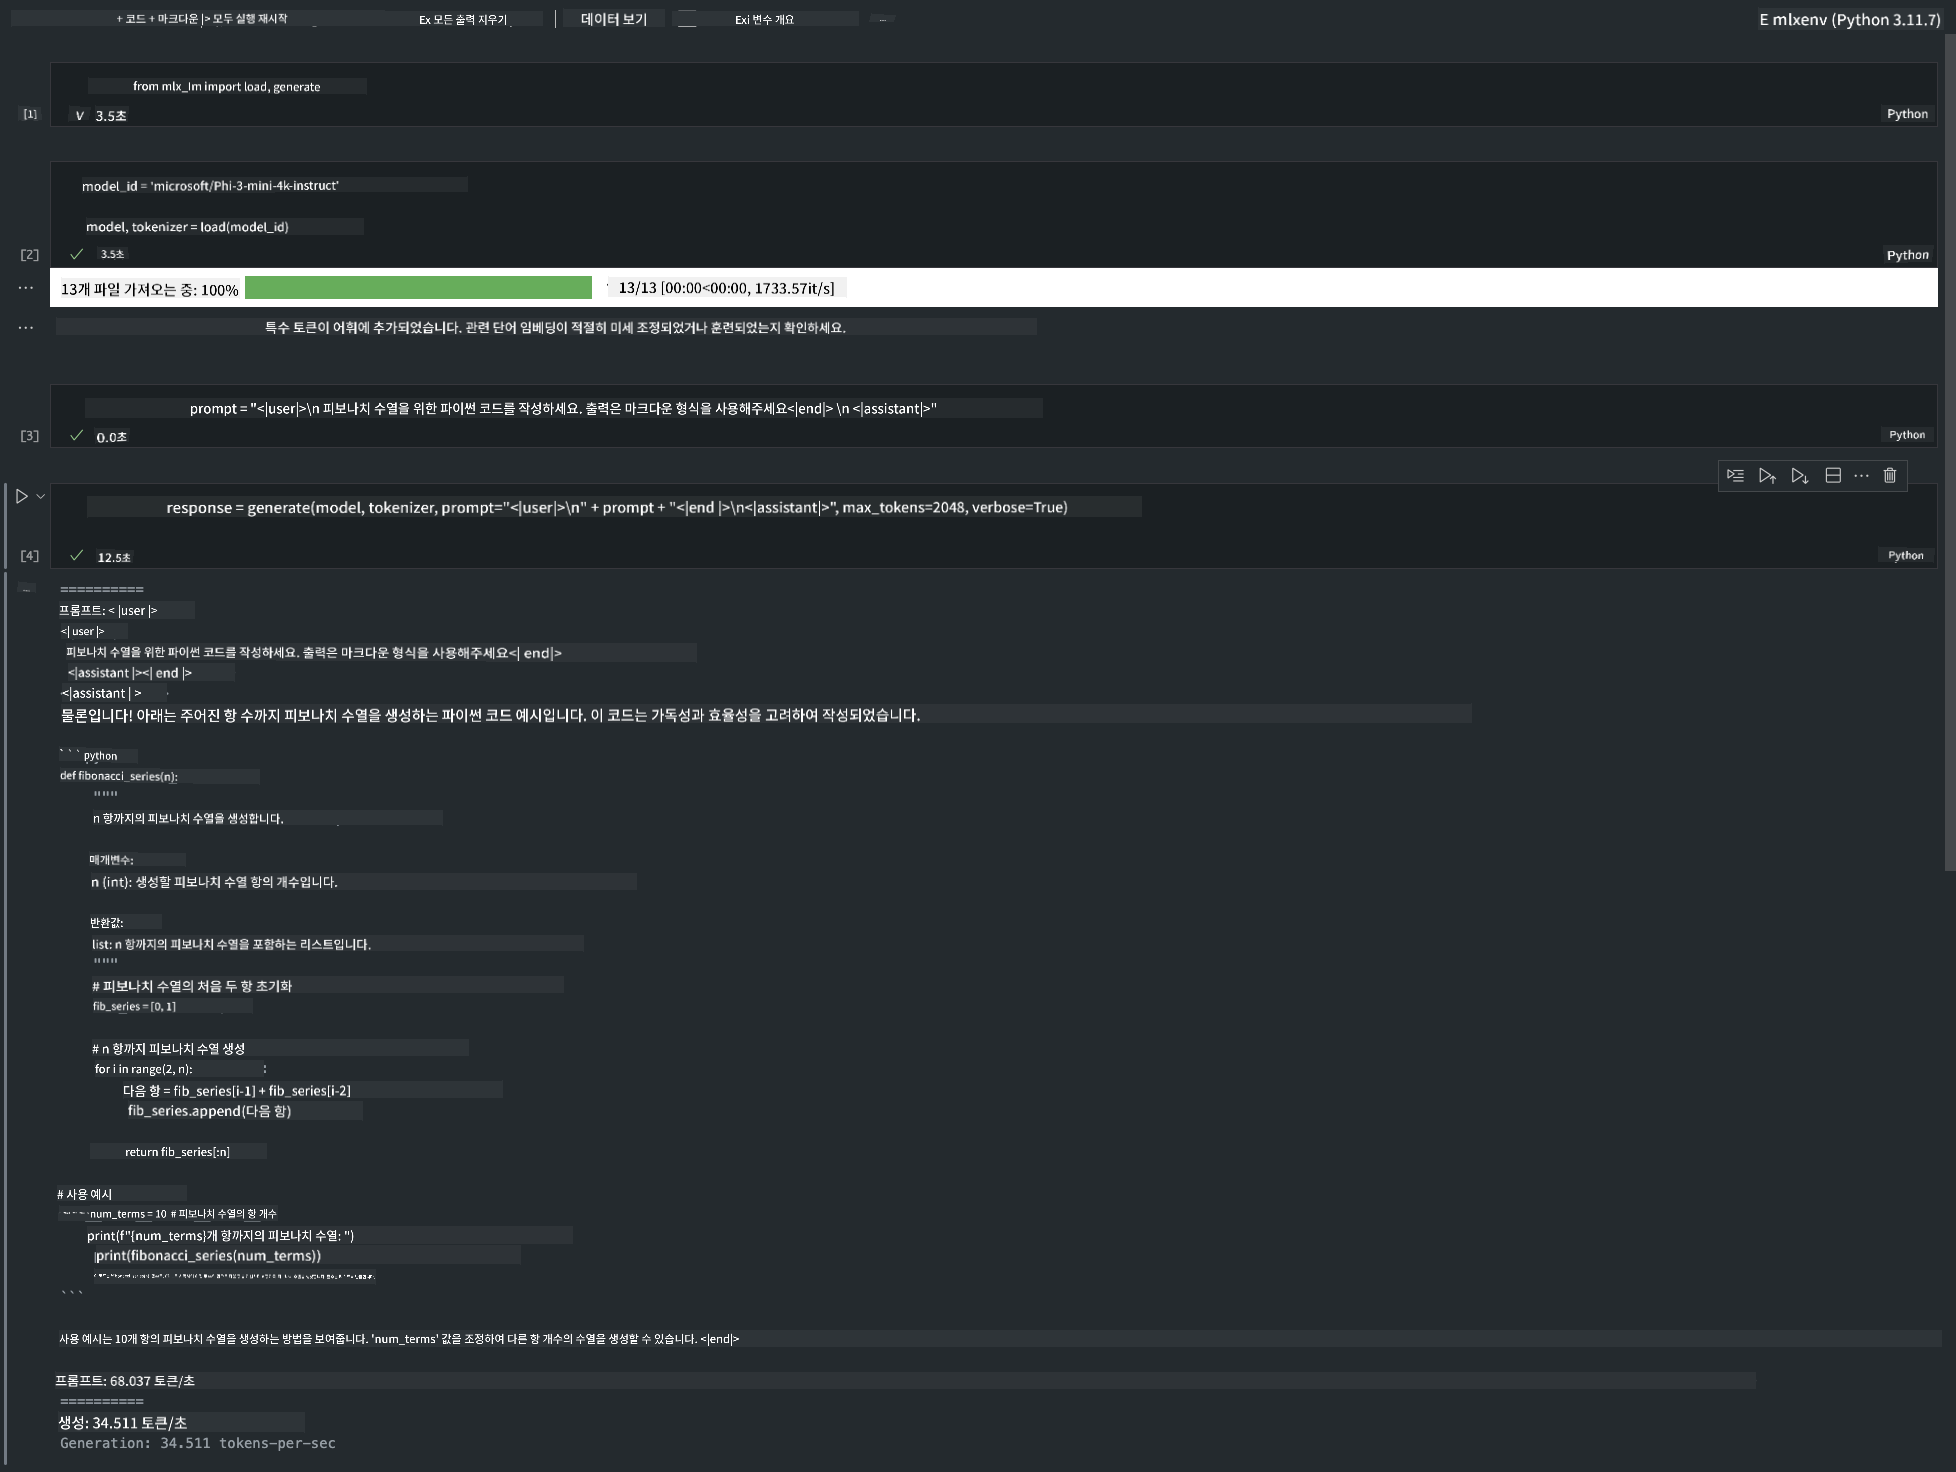 + 코드 + 마크다운 |> 모두 실행 재시작 Ex 모든 출력 지우기 데이터 보기 Exi 변수 개요 ... E mlxenv (Python 3.11.7)
from mlx_Im import load, generate
[1] V 3.5초 Python
model_id = 'microsoft/Phi-3-mini-4k-instruct'
model, tokenizer = load(model_id)
[2] ✓ 3.5초 Python
... 13개 파일 가져오는 중: 100% 13/13 [00:00<00:00, 1733.57it/s]
... 특수 토큰이 어휘에 추가되었습니다. 관련 단어 임베딩이 적절히 미세 조정되었거나 훈련되었는지 확인하세요.
prompt = "<|user|>\n 피보나치 수열을 위한 파이썬 코드를 작성하세요. 출력은 마크다운 형식을 사용해주세요<|end|> \n <|assistant|>"
[3] ✓ 0.0초 Python
response = generate(model, tokenizer, prompt="<|user|>\n" + prompt + "<|end |>\n<|assistant|>", max_tokens=2048, verbose=True)
[4] ✓ 12.5초 Python
... ==========
프롬프트: < |user |>
<| user |>
피보나치 수열을 위한 파이썬 코드를 작성하세요. 출력은 마크다운 형식을 사용해주세요<| end|>
<|assistant |><| end |>
<|assistant | >
물론입니다! 아래는 주어진 항 수까지 피보나치 수열을 생성하는 파이썬 코드 예시입니다. 이 코드는 가독성과 효율성을 고려하여 작성되었습니다.
```python
def fibonacci_series(n):
"""
n 항까지의 피보나치 수열을 생성합니다.
매개변수:
n (int): 생성할 피보나치 수열 항의 개수입니다.
반환값:
list: n 항까지의 피보나치 수열을 포함하는 리스트입니다.
"""
# 피보나치 수열의 처음 두 항 초기화
fib_series = [0, 1]
# n 항까지 피보나치 수열 생성
for i in range(2, n):
다음 항 = fib_series[i-1] + fib_series[i-2]
fib_series.append(다음 항)
return fib_series[:n]
# 사용 예시
num_terms = 10 # 피보나치 수열의 항 개수
print(f"{num_terms}개 항까지의 피보나치 수열: ")
print(fibonacci_series(num_terms))
```
사용 예시는 10개 항의 피보나치 수열을 생성하는 방법을 보여줍니다. 'num_terms' 값을 조정하여 다른 항 개수의 수열을 생성할 수 있습니다. <|end|>
프롬프트: 68.037 토큰/초
==========
생성: 34.511 토큰/초
Generation: 34.511 tokens-per-sec